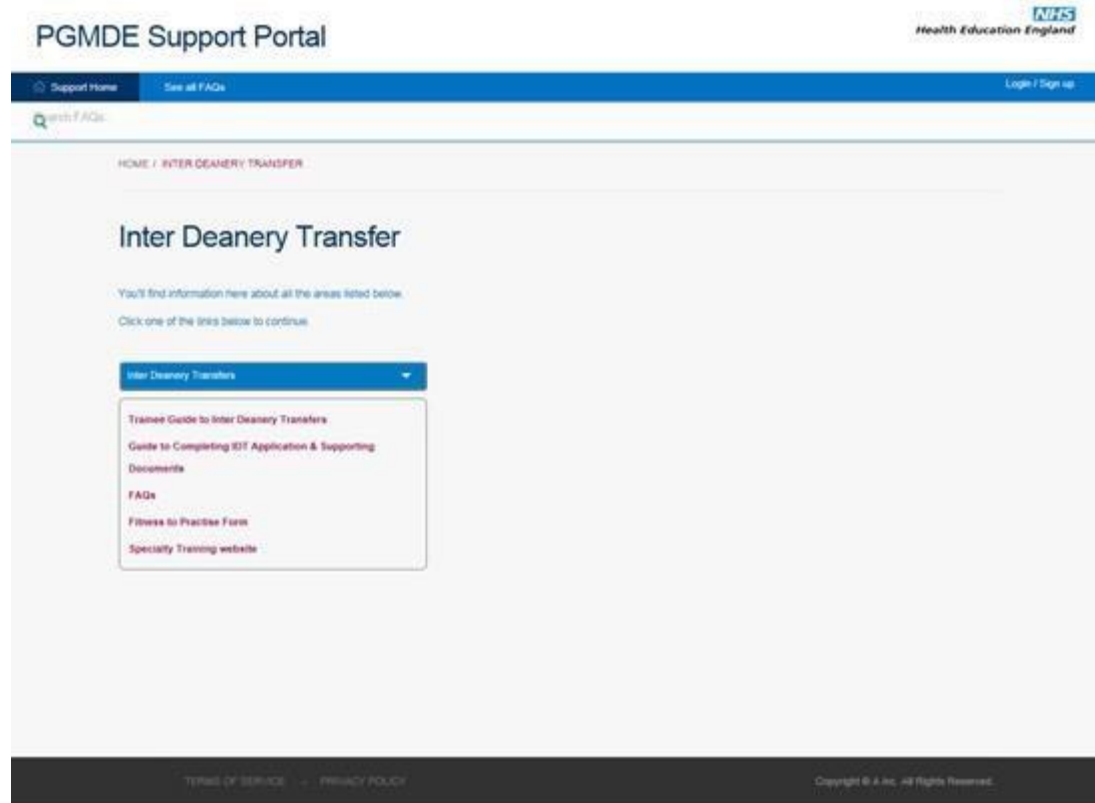 PGMDE Support Portal
NHS
Health Education England
Support Home
See all FAQs
Login / Sign up
Search FAQs
HOME / INTER DEANERY TRANSFER
Inter Deanery Transfer
You'll find information here about all the areas listed below.
Click one of the links below to continue.
Inter Deanery Transfers
Trainee Guide to Inter Deanery Transfers
Guide to Completing IDT Application & Supporting
Documents
FAQs
Fitness to Practise Form
Specialty Training website
TERMS OF SERVICE - PRIVACY POLICY
Copyright © A Inc. All Rights Reserved.